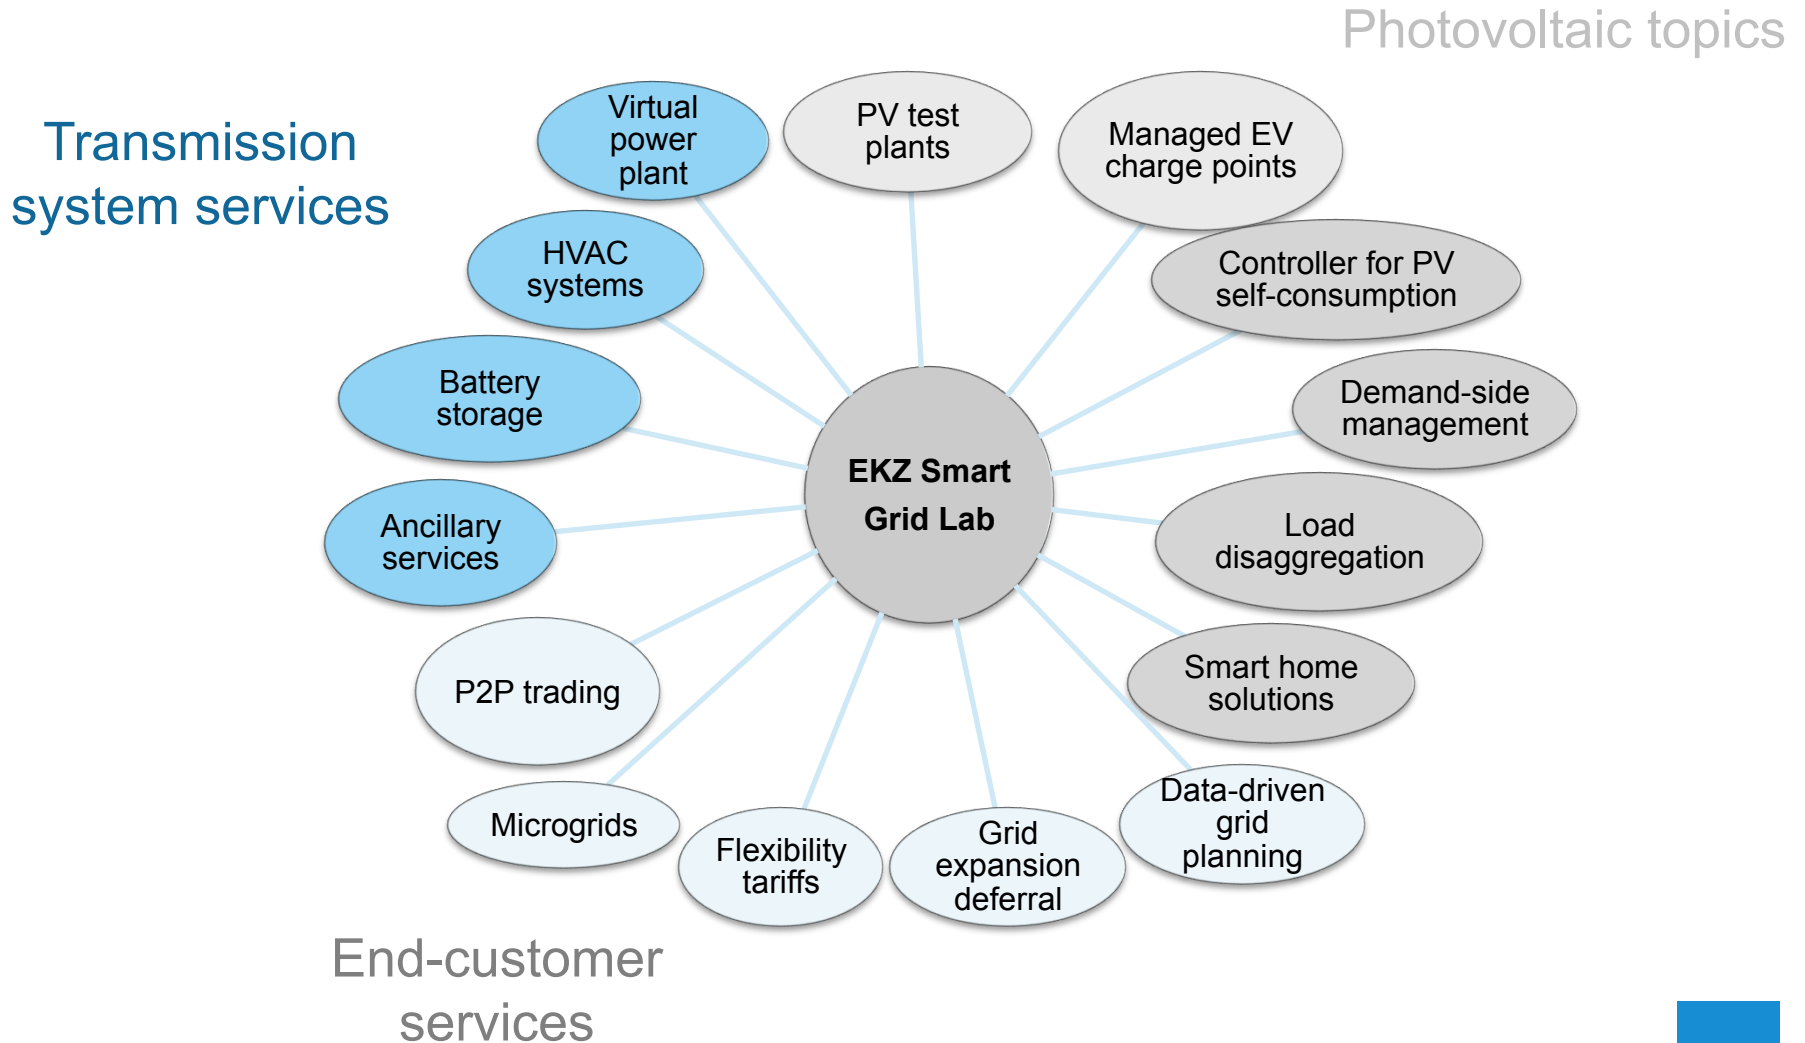 Photovoltaic topics
Transmission
system services
Virtual
power
plant
PV test
plants
Managed EV
charge points
HVAC
systems
Controller for PV
self-consumption
Battery
storage
Demand-side
management
EKZ Smart
Grid Lab
Ancillary
services
Load
disaggregation
P2P trading
Smart home
solutions
Microgrids
Flexibility
tariffs
Grid
expansion
deferral
Data-driven
grid
planning
End-customer
services